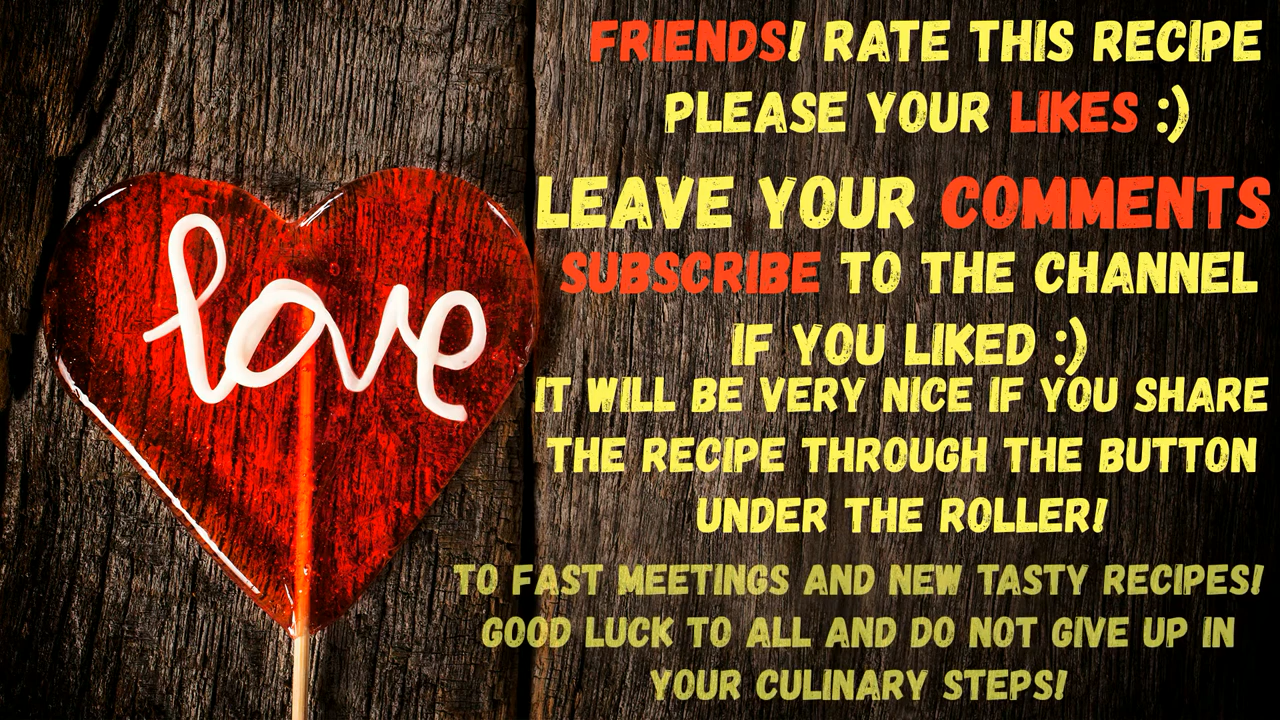 love
FRIENDS! RATE THIS RECIPE
PLEASE YOUR LIKES :)
LEAVE YOUR COMMENTS
SUBSCRIBE TO THE CHANNEL
IF YOU LIKED :)
IT WILL BE VERY NICE IF YOU SHARE
THE RECIPE THROUGH THE BUTTON
UNDER THE ROLLER!
TO FAST MEETINGS AND NEW TASTY RECIPES!
GOOD LUCK TO ALL AND DO NOT GIVE UP IN
YOUR CULINARY STEPS!